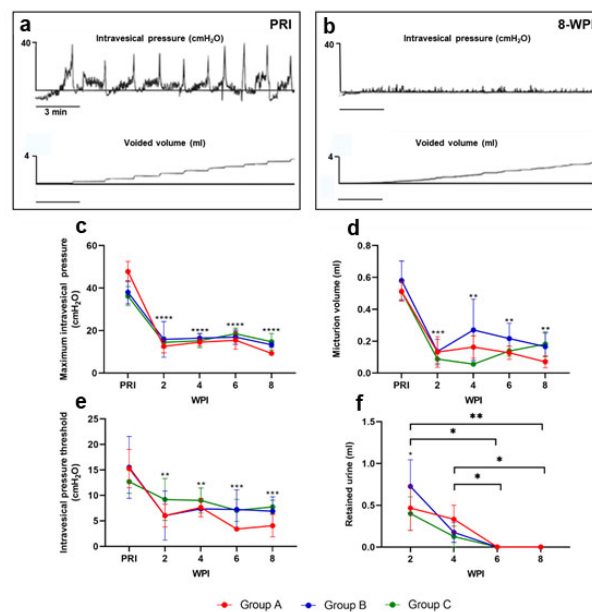 a
PRI
Intravesical pressure (cmH₂O)
40
3 min
Voided volume (ml)
4
b
8-WPI
Intravesical pressure (cmH₂O)
40
Voided volume (ml)
4
c
Maximum intravesical pressure
(cmH₂O)
60
40
20
0
**** **** **** ****
PRI 2 4 6 8
WPI
d
Micturition volume (ml)
0.8
0.6
0.4
0.2
0.0
*** ** ** **
PRI 2 4 6 8
WPI
e
Intravesical pressure threshold
(cmH₂O)
25
20
15
10
5
0
** ** *** ***
PRI 2 4 6 8
WPI
f
Retained urine (ml)
1.5
1.0
0.5
0.0
**
*
*
*
*
2 4 6 8
WPI
Group A Group B Group C